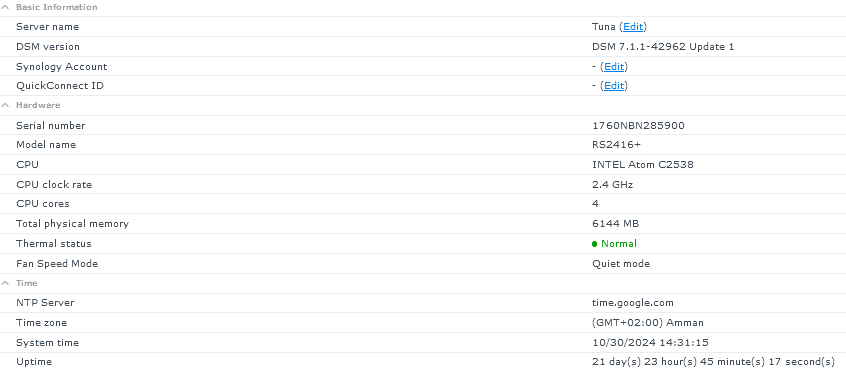 Basic Information
Server name Tuna (Edit)
DSM version DSM 7.1.1-42962 Update 1
Synology Account - (Edit)
QuickConnect ID - (Edit)
Hardware
Serial number 1760NBN285900
Model name RS2416+
CPU INTEL Atom C2538
CPU clock rate 2.4 GHz
CPU cores 4
Total physical memory 6144 MB
Thermal status Normal
Fan Speed Mode Quiet mode
Time
NTP Server time.google.com
Time zone (GMT+02:00) Amman
System time 10/30/2024 14:31:15
Uptime 21 day(s) 23 hour(s) 45 minute(s) 17 second(s)